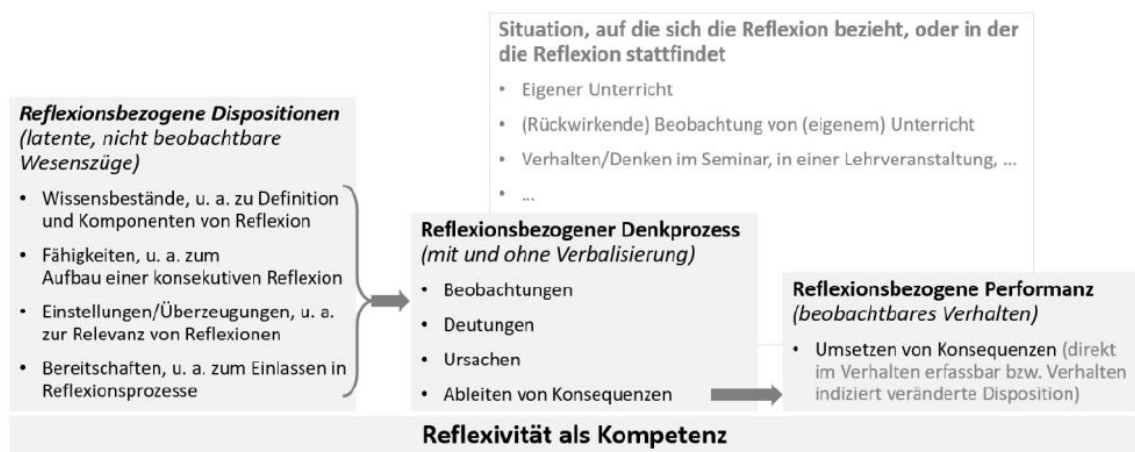 Situation, auf die sich die Reflexion bezieht, oder in der
die Reflexion stattfindet
• Eigener Unterricht
• (Rückwirkende) Beobachtung von (eigenem) Unterricht
• Verhalten/Denken im Seminar, in einer Lehrveranstaltung, ...
• ...
Reflexionsbezogene Dispositionen
(latente, nicht beobachtbare
Wesenszüge)
• Wissensbestände, u. a. zu Definition
und Komponenten von Reflexion
• Fähigkeiten, u. a. zum
Aufbau einer konsekutiven Reflexion
• Einstellungen/Überzeugungen, u. a.
zur Relevanz von Reflexionen
• Bereitschaften, u. a. zum Einlassen in
Reflexionsprozesse
Reflexionsbezogener Denkprozess
(mit und ohne Verbalisierung)
• Beobachtungen
• Deutungen
• Ursachen
• Ableiten von Konsequenzen
Reflexionsbezogene Performanz
(beobachtbares Verhalten)
• Umsetzen von Konsequenzen (direkt
im Verhalten erfassbar bzw. Verhalten
indiziert veränderte Disposition)
Reflexivität als Kompetenz